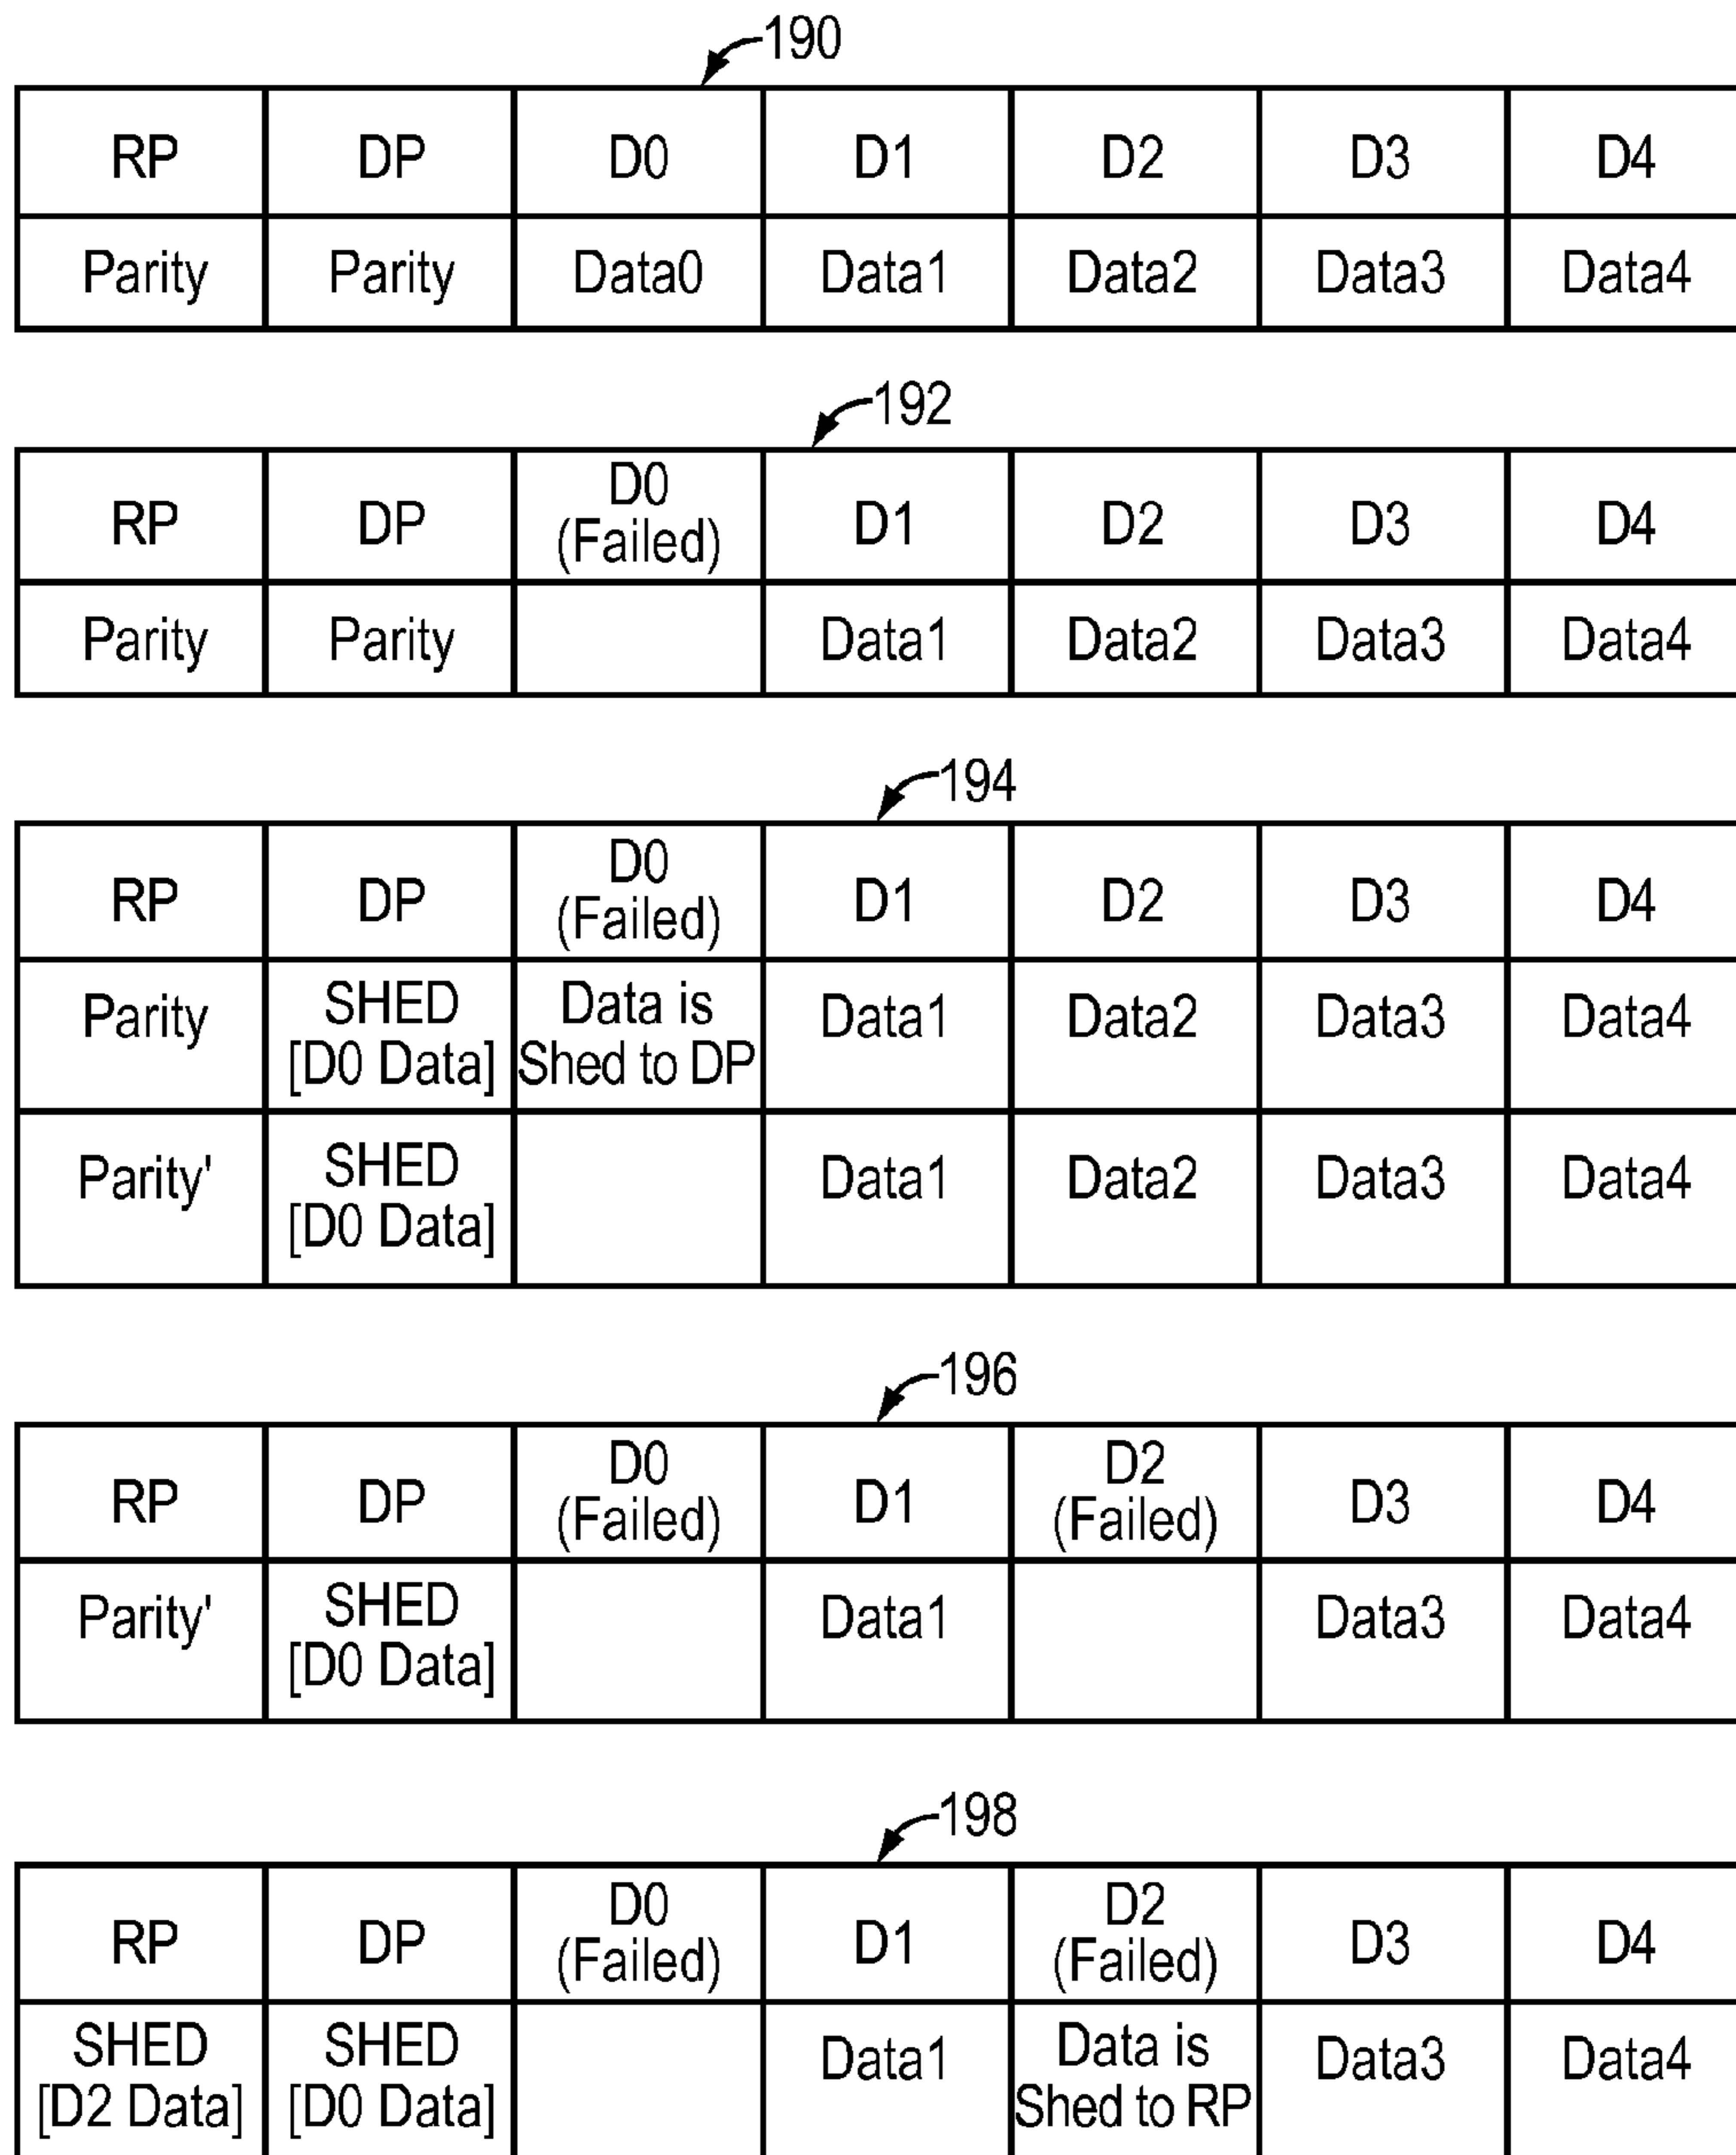 190
RP DP D0 D1 D2 D3 D4
Parity Parity Data0 Data1 Data2 Data3 Data4
192
RP DP D0 (Failed) D1 D2 D3 D4
Parity Parity Data1 Data2 Data3 Data4
194
RP DP D0 (Failed) D1 D2 D3 D4
Parity SHED [D0 Data] Data is Shed to DP Data1 Data2 Data3 Data4
Parity' SHED [D0 Data] Data1 Data2 Data3 Data4
196
RP DP D0 (Failed) D1 D2 (Failed) D3 D4
Parity' SHED [D0 Data] Data1 Data3 Data4
198
RP DP D0 (Failed) D1 D2 (Failed) D3 D4
SHED [D2 Data] SHED [D0 Data] Data1 Data is Shed to RP Data3 Data4